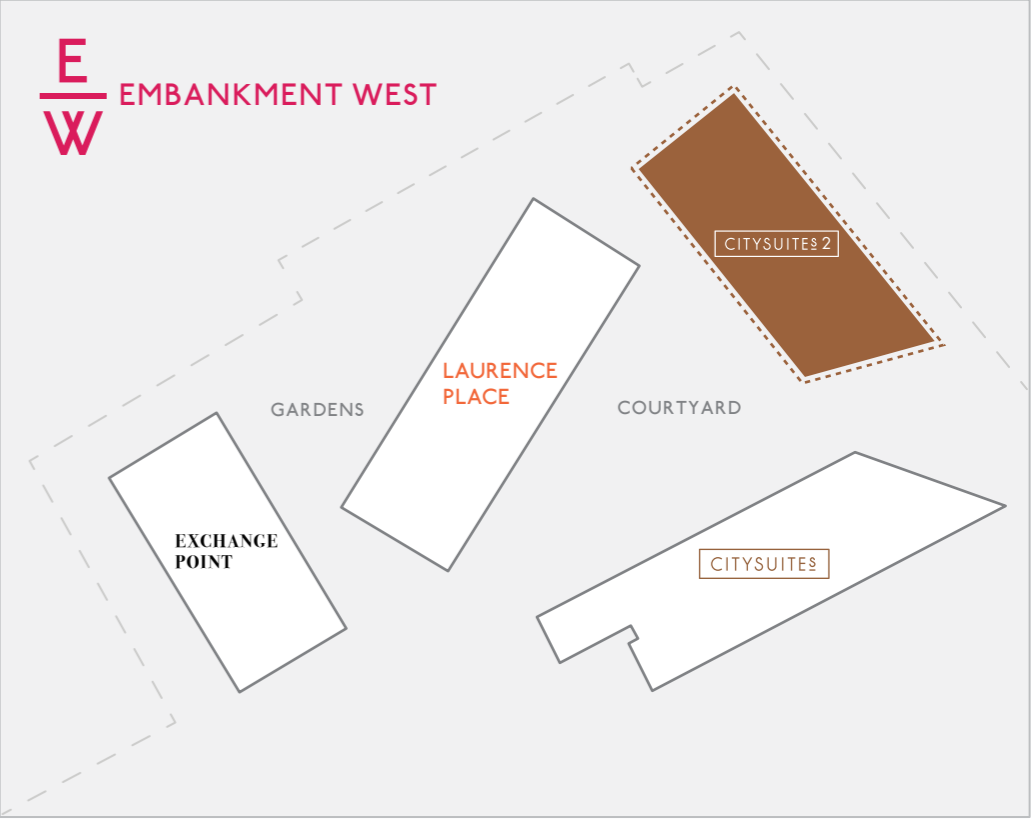 E
W
EMBANKMENT WEST
CITYSUITES 2
LAURENCE
PLACE
GARDENS
COURTYARD
EXCHANGE
POINT
CITYSUITES